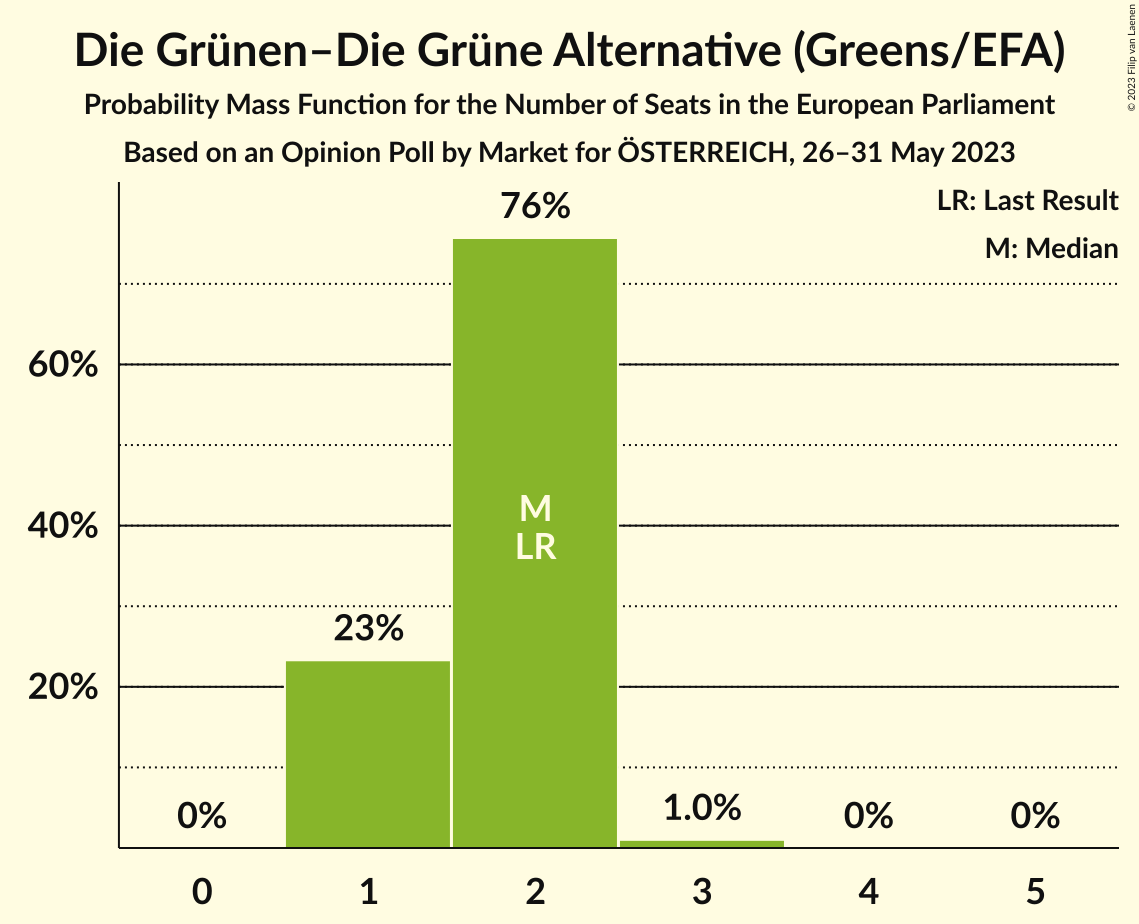 Die Grünen–Die Grüne Alternative (Greens/EFA)
Probability Mass Function for the Number of Seats in the European Parliament
Based on an Opinion Poll by Market for ÖSTERREICH, 26–31 May 2023
© 2023 Filip van Laenen
LR: Last Result
M: Median
76%
60%
40%
M
LR
23%
20%
0%
1.0%
0%
0%
0
1
2
3
4
5